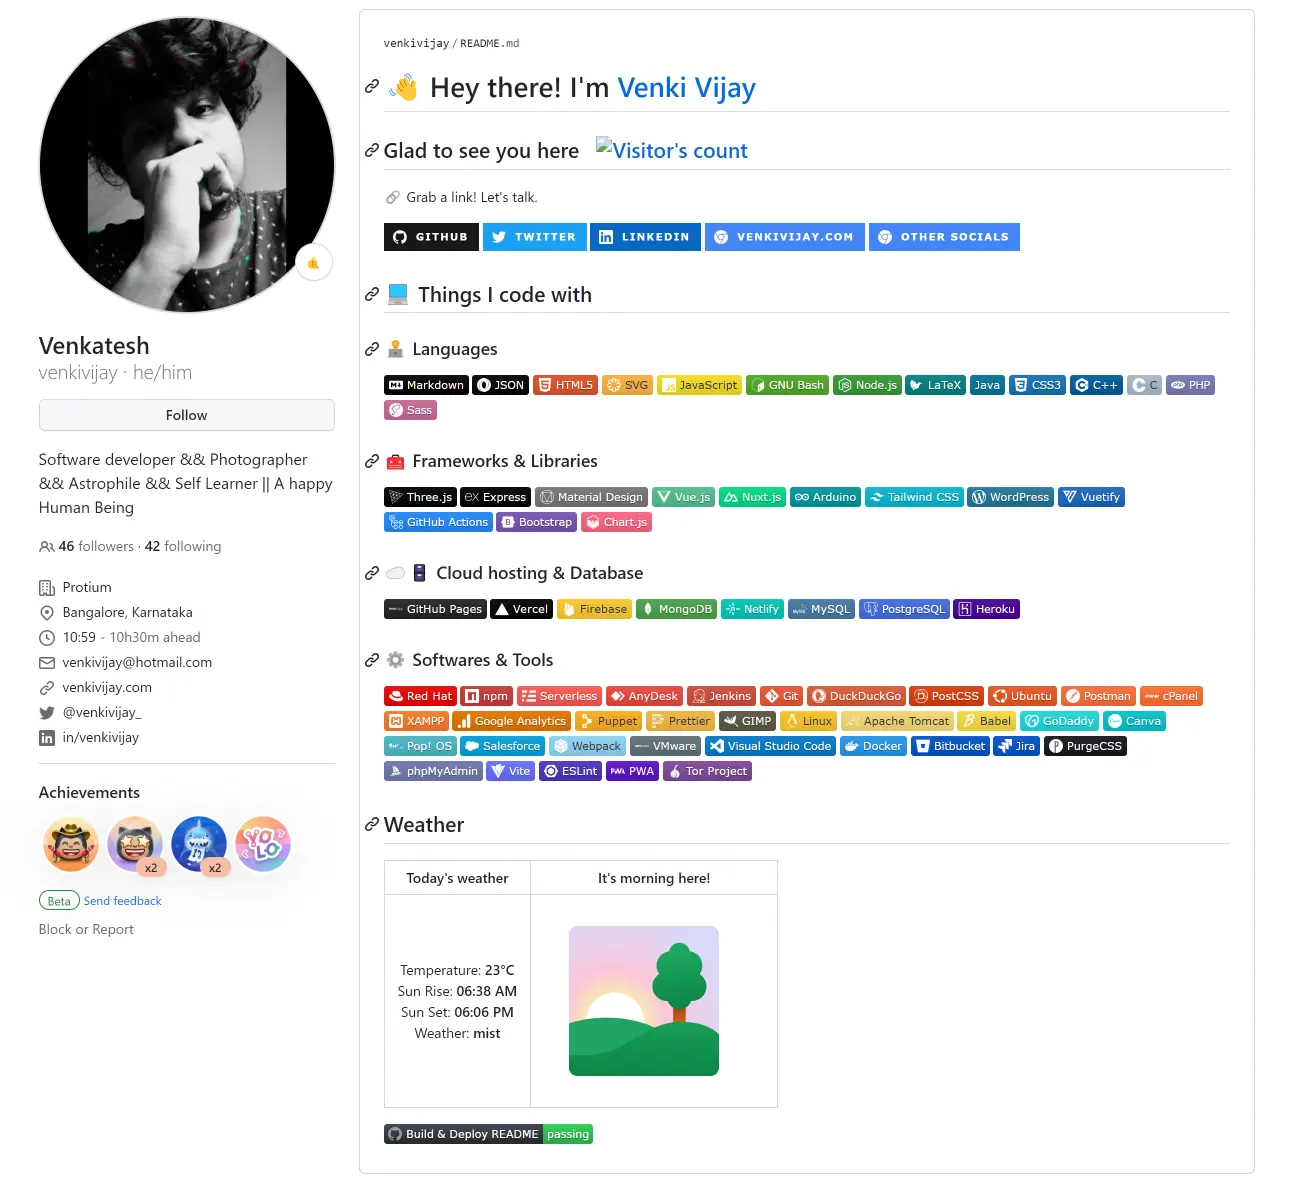 Venkatesh
venkivijay · he/him
Follow
Software developer && Photographer
&& Astrophile && Self Learner || A happy
Human Being
46 followers · 42 following
Protium
Bangalore, Karnataka
10:59 - 10h30m ahead
venkivijay@hotmail.com
venkivijay.com
@venkivijay_
in/venkivijay
Achievements
x2
x2
YOLO
Beta Send feedback
Block or Report
venkivijay/README.md
Hey there! I'm Venki Vijay
Glad to see you here Visitor's count
Grab a link! Let's talk.
GITHUB TWITTER LINKEDIN VENKIVIJAY.COM OTHER SOCIALS
Things I code with
Languages
Markdown JSON HTML5 SVG JavaScript GNU Bash Node.js LaTeX Java CSS3 C++ C PHP
Sass
Frameworks & Libraries
Three.js Express Material Design Vue.js Nuxt.js Arduino Tailwind CSS WordPress Vuetify
GitHub Actions Bootstrap Chart.js
Cloud hosting & Database
GitHub Pages Vercel Firebase MongoDB Netlify MySQL PostgreSQL Heroku
Softwares & Tools
Red Hat npm Serverless AnyDesk Jenkins Git DuckDuckGo PostCSS Ubuntu Postman cPanel
XAMPP Google Analytics Puppet Prettier GIMP Linux Apache Tomcat Babel GoDaddy Canva
Pop! OS Salesforce Webpack VMware Visual Studio Code Docker Bitbucket Jira PurgeCSS
phpMyAdmin Vite ESLint PWA Tor Project
Weather
Today's weather It's morning here!
Temperature: 23°C
Sun Rise: 06:38 AM
Sun Set: 06:06 PM
Weather: mist
Build & Deploy README passing